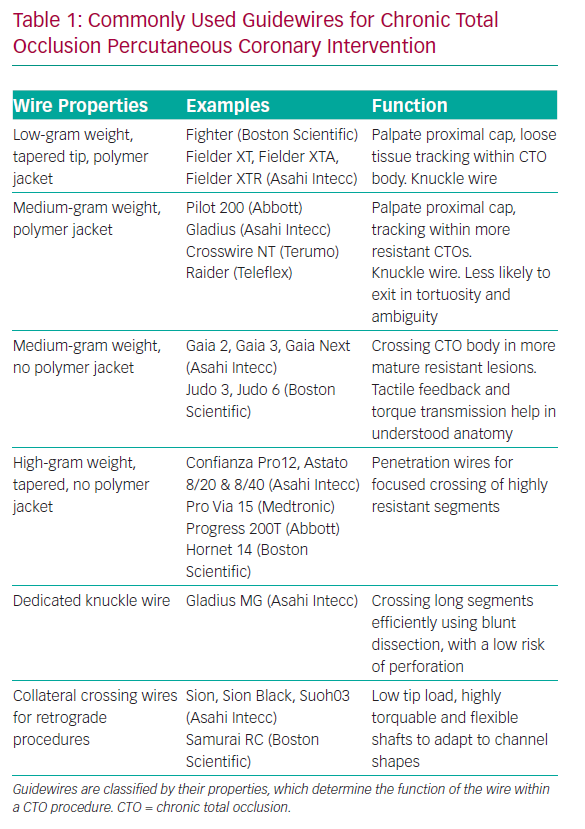 Table 1: Commonly Used Guidewires for Chronic Total
Occlusion Percutaneous Coronary Intervention
Wire Properties Examples Function
Low-gram weight,
tapered tip, polymer
jacket
Fighter (Boston Scientific)
Fielder XT, Fielder XTA,
Fielder XTR (Asahi Intecc)
Palpate proximal cap, loose
tissue tracking within CTO
body. Knuckle wire
Medium-gram weight,
polymer jacket
Pilot 200 (Abbott)
Gladius (Asahi Intecc)
Crosswire NT (Terumo)
Raider (Teleflex)
Palpate proximal cap,
tracking within more
resistant CTOs.
Knuckle wire. Less likely to
exit in tortuosity and
ambiguity
Medium-gram weight,
no polymer jacket
Gaia 2, Gaia 3, Gaia Next
(Asahi Intecc)
Judo 3, Judo 6 (Boston
Scientific)
Crossing CTO body in more
mature resistant lesions.
Tactile feedback and
torque transmission help in
understood anatomy
High-gram weight,
tapered, no polymer
jacket
Confianza Pro12, Astato
8/20 & 8/40 (Asahi Intecc)
Pro Via 15 (Medtronic)
Progress 200T (Abbott)
Hornet 14 (Boston
Scientific)
Penetration wires for
focused crossing of highly
resistant segments
Dedicated knuckle wire
Gladius MG (Asahi Intecc)
Crossing long segments
efficiently using blunt
dissection, with a low risk
of perforation
Collateral crossing wires
for retrograde
procedures
Sion, Sion Black, Suoh03
(Asahi Intecc)
Samurai RC (Boston
Scientific)
Low tip load, highly
torquable and flexible
shafts to adapt to channel
shapes
Guidewires are classified by their properties, which determine the function of the wire within
a CTO procedure. CTO = chronic total occlusion.